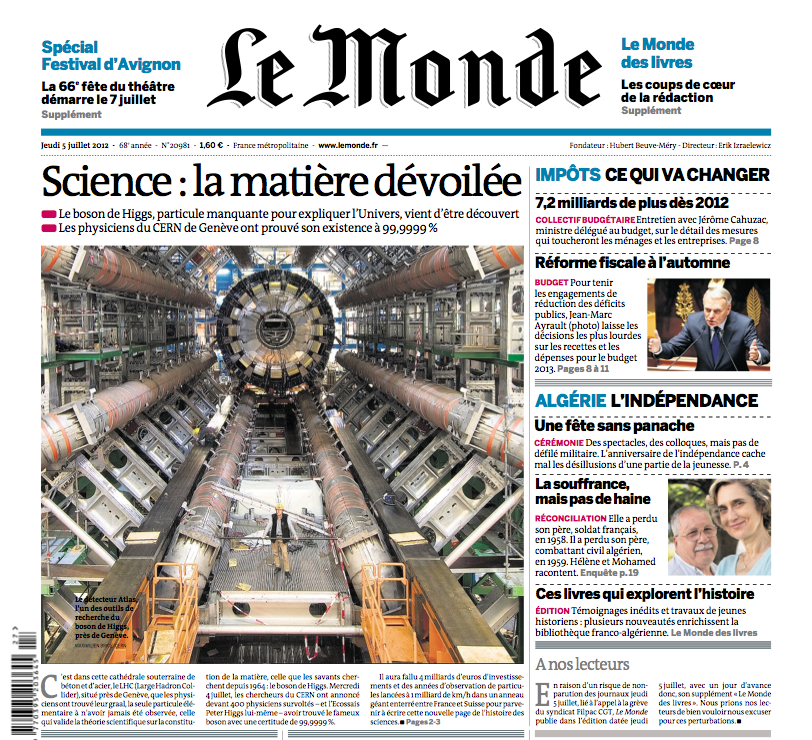 Spécial
Festival d'Avignon
La 66e fête du théâtre
démarre le 7 juillet
Supplément
Le Monde
Le Monde
des livres
Les coups de cœur
de la rédaction
Supplément
Jeudi 5 juillet 2012 - 68e année - N°20981 - 1,60 € - France métropolitaine - www.lemonde.fr —
Fondateur : Hubert Beuve-Méry - Directeur : Erik Izraelewicz
Science : la matière dévoilée
Le boson de Higgs, particule manquante pour expliquer l'Univers, vient d'être découvert
Les physiciens du CERN de Genève ont prouvé son existence à 99,9999 %
Le détecteur Atlas,
l'un des outils de
recherche du
boson de Higgs,
près de Genève.
C'est dans cette cathédrale souterraine de
béton et d'acier, le LHC (Large Hadron Col-
lider), situé près de Genève, que les physi-
ciens ont trouvé leur graal, la seule particule élé-
mentaire à n'avoir jamais été observée, celle
qui valide la théorie scientifique sur la constitu-
tion de la matière, celle que les savants cher-
chent depuis 1964 : le boson de Higgs. Mercredi
4 juillet, les chercheurs du CERN ont annoncé
devant 400 physiciens survoltés – et l'Ecossais
Peter Higgs lui-même – avoir trouvé le fameux
boson avec une certitude de 99,9999 %.
Il aura fallu 4 milliards d'euros d'investisse-
ments et des années d'observation de particu-
les lancées à 1 milliard de km/h dans un anneau
enterré entre France et Suisse pour parve-
nir à écrire cette nouvelle page de l'histoire des
sciences. ■ Pages 2-3
IMPÔTS CE QUI VA CHANGER
7,2 milliards de plus dès 2012
COLLECTIF BUDGÉTAIRE Entretien avec Jérôme Cahuzac,
ministre délégué au budget, sur le détail des mesures
qui toucheront les ménages et les entreprises. Page 8
Réforme fiscale à l'automne
BUDGET Pour tenir
les engagements de
réduction des déficits
publics, Jean-Marc
Ayrault (photo) laisse les
décisions les plus lourdes
sur les recettes et les
dépenses pour le budget
2013. Pages 8 à 11
ALGÉRIE L'INDÉPENDANCE
Une fête sans panache
CÉRÉMONIE Des spectacles, des colloques, mais pas de
défilé militaire. L'anniversaire de l'indépendance cache
mal les désillusions d'une partie de la jeunesse. P. 4
La souffrance,
mais pas de haine
RÉCONCILIATION Elle a perdu
son père, soldat français,
en 1958. Il a perdu son père,
combattant civil algérien,
en 1959. Hélène et Mohamed
racontent. Enquête p.19
Ces livres qui explorent l'histoire
ÉDITION Témoignages inédits et travaux de jeunes
historiens : plusieurs nouveautés enrichissent la
bibliothèque franco-algérienne. Le Monde des livres
A nos lecteurs
En raison d'un risque de non-
parution des journaux jeudi
5 juillet, lié à l'appel à la grève
du syndicat Filpac CGT, Le Monde
publie dans l'édition datée jeudi
5 juillet, avec un jour d'avance
donc, son supplément « Le Monde
des livres ». Nous prions nos lec-
teurs de bien vouloir nous excuser
pour ces perturbations. ■